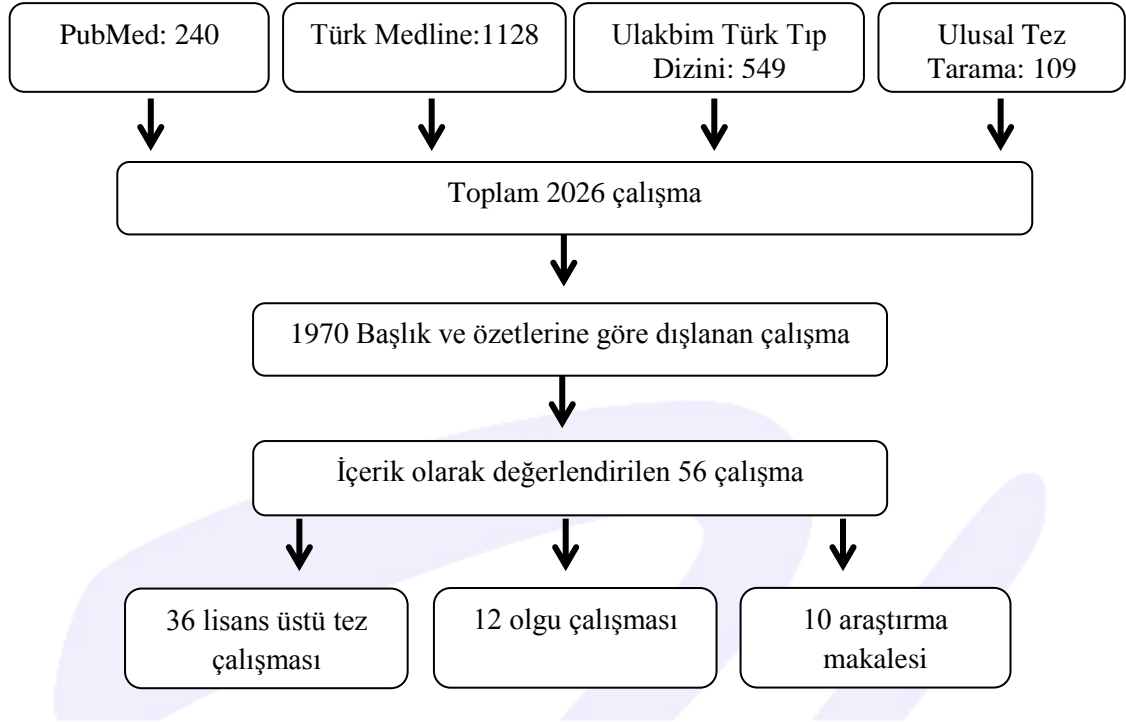 PubMed: 240
Türk Medline:1128
Ulakbim Türk Tıp
Dizini: 549
Ulusal Tez
Tarama: 109
Toplam 2026 çalışma
1970 Başlık ve özetlerine göre dışlanan çalışma
İçerik olarak değerlendirilen 56 çalışma
36 lisans üstü tez
çalışması
12 olgu çalışması
10 araştırma
makalesi